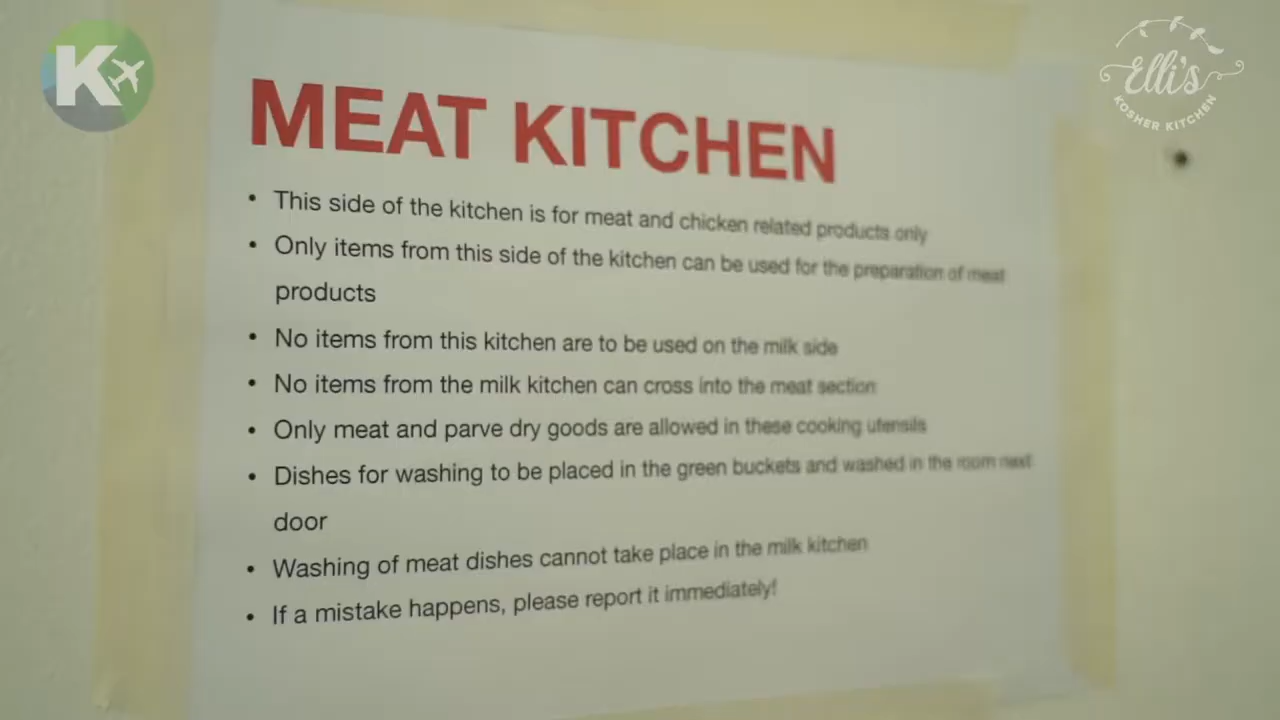 K
Elli's
KOSHER KITCHEN
MEAT KITCHEN
• This side of the kitchen is for meat and chicken related products only
• Only items from this side of the kitchen can be used for the preparation of meat
products
• No items from this kitchen are to be used on the milk side
• No items from the milk kitchen can cross into the meat section
• Only meat and parve dry goods are allowed in these cooking utensils
• Dishes for washing to be placed in the green buckets and washed in the room next
door
• Washing of meat dishes cannot take place in the milk kitchen
• If a mistake happens, please report it immediately!